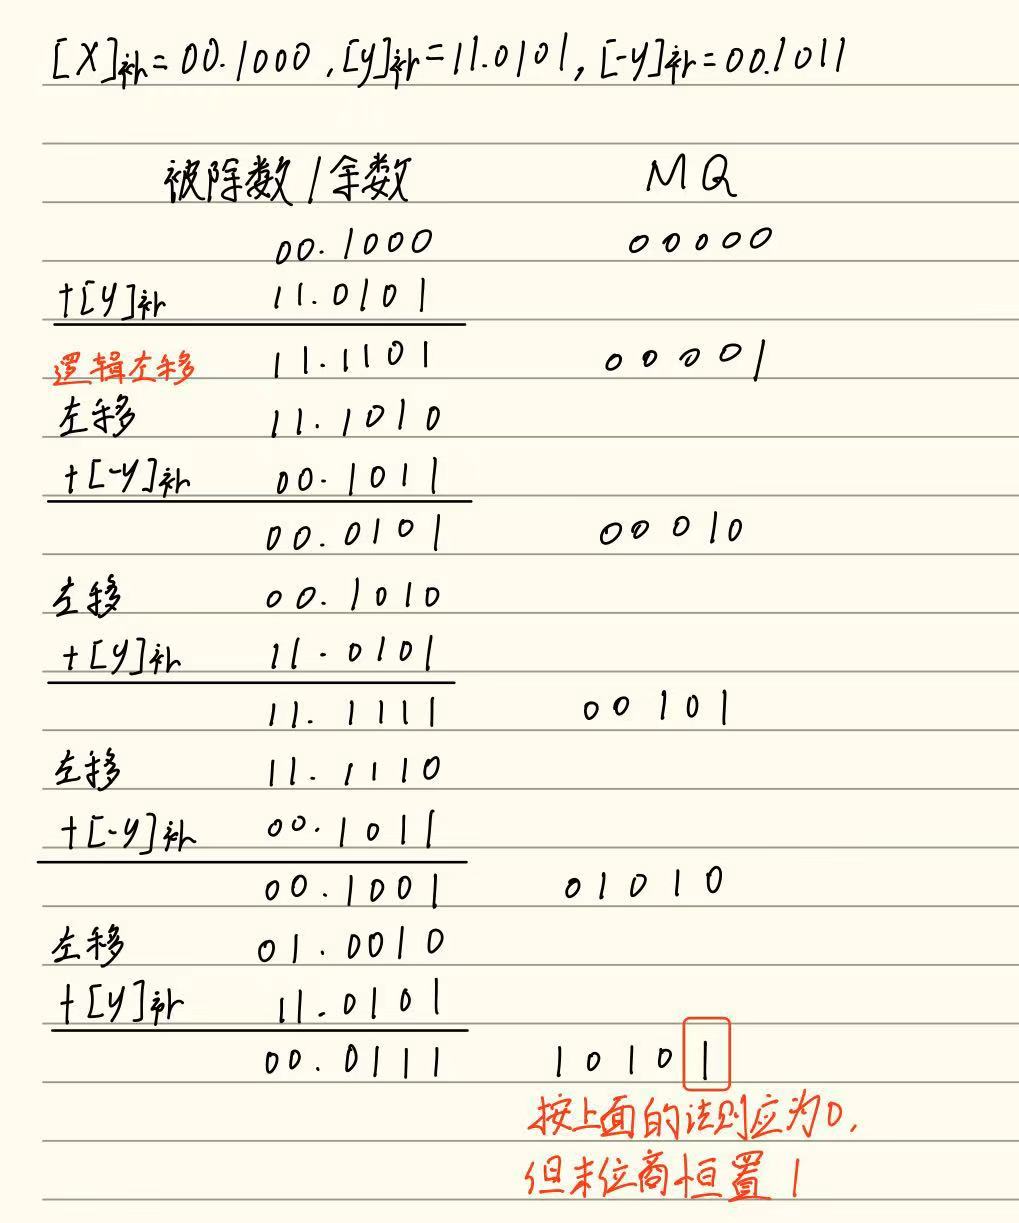 [X]补=00.1000,[y]补=11.0101,[-y]补=00.1011
被除数/余数 MQ
00.1000 00000
+[y]补 11.0101
逻辑左移 11.1101 00001
左移 11.1010
+[-y]补 00.1011
00.0101 00010
左移 00.1010
+[y]补 11.0101
11.1111 00101
左移 11.1110
+[-y]补 00.1011
00.1001 01010
左移 01.0010
+[y]补 11.0101
00.0111 10101
按上面的法则应为0,
但末位商恒置1